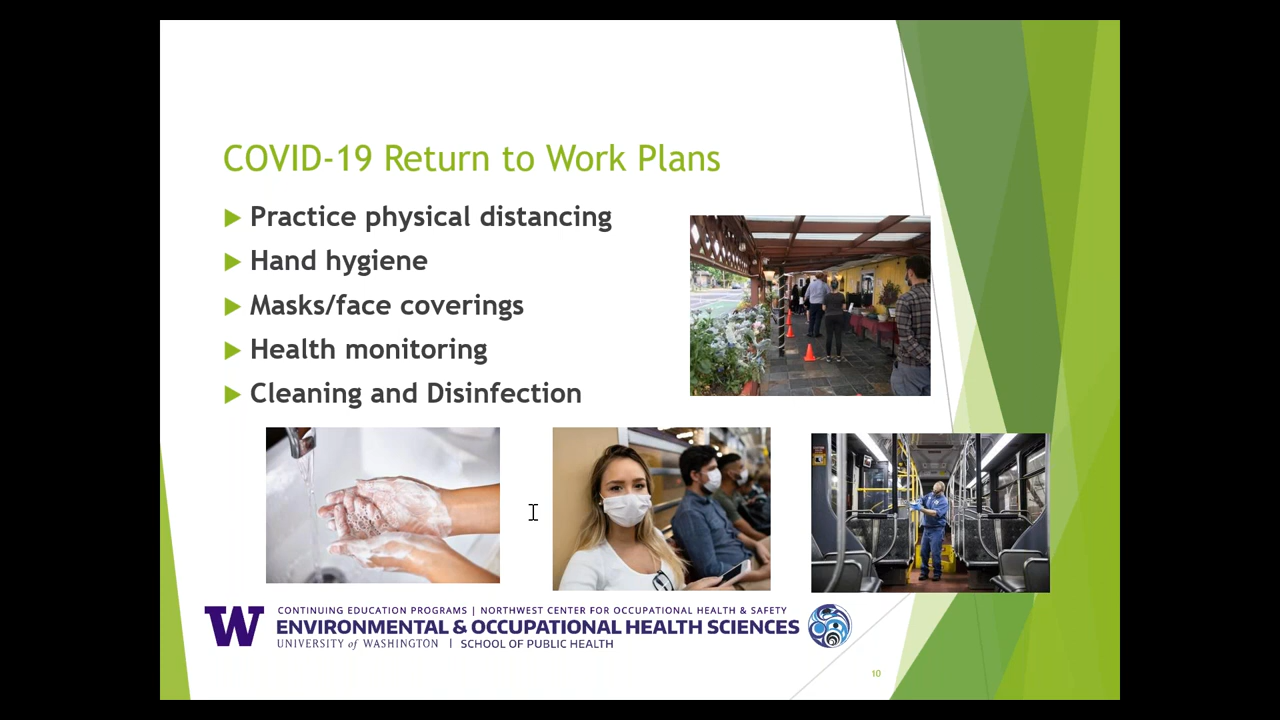 COVID-19 Return to Work Plans
Practice physical distancing
Hand hygiene
Masks/face coverings
Health monitoring
Cleaning and Disinfection
W
CONTINUING EDUCATION PROGRAMS | NORTHWEST CENTER FOR OCCUPATIONAL HEALTH & SAFETY
ENVIRONMENTAL & OCCUPATIONAL HEALTH SCIENCES
UNIVERSITY of WASHINGTON | SCHOOL OF PUBLIC HEALTH
10